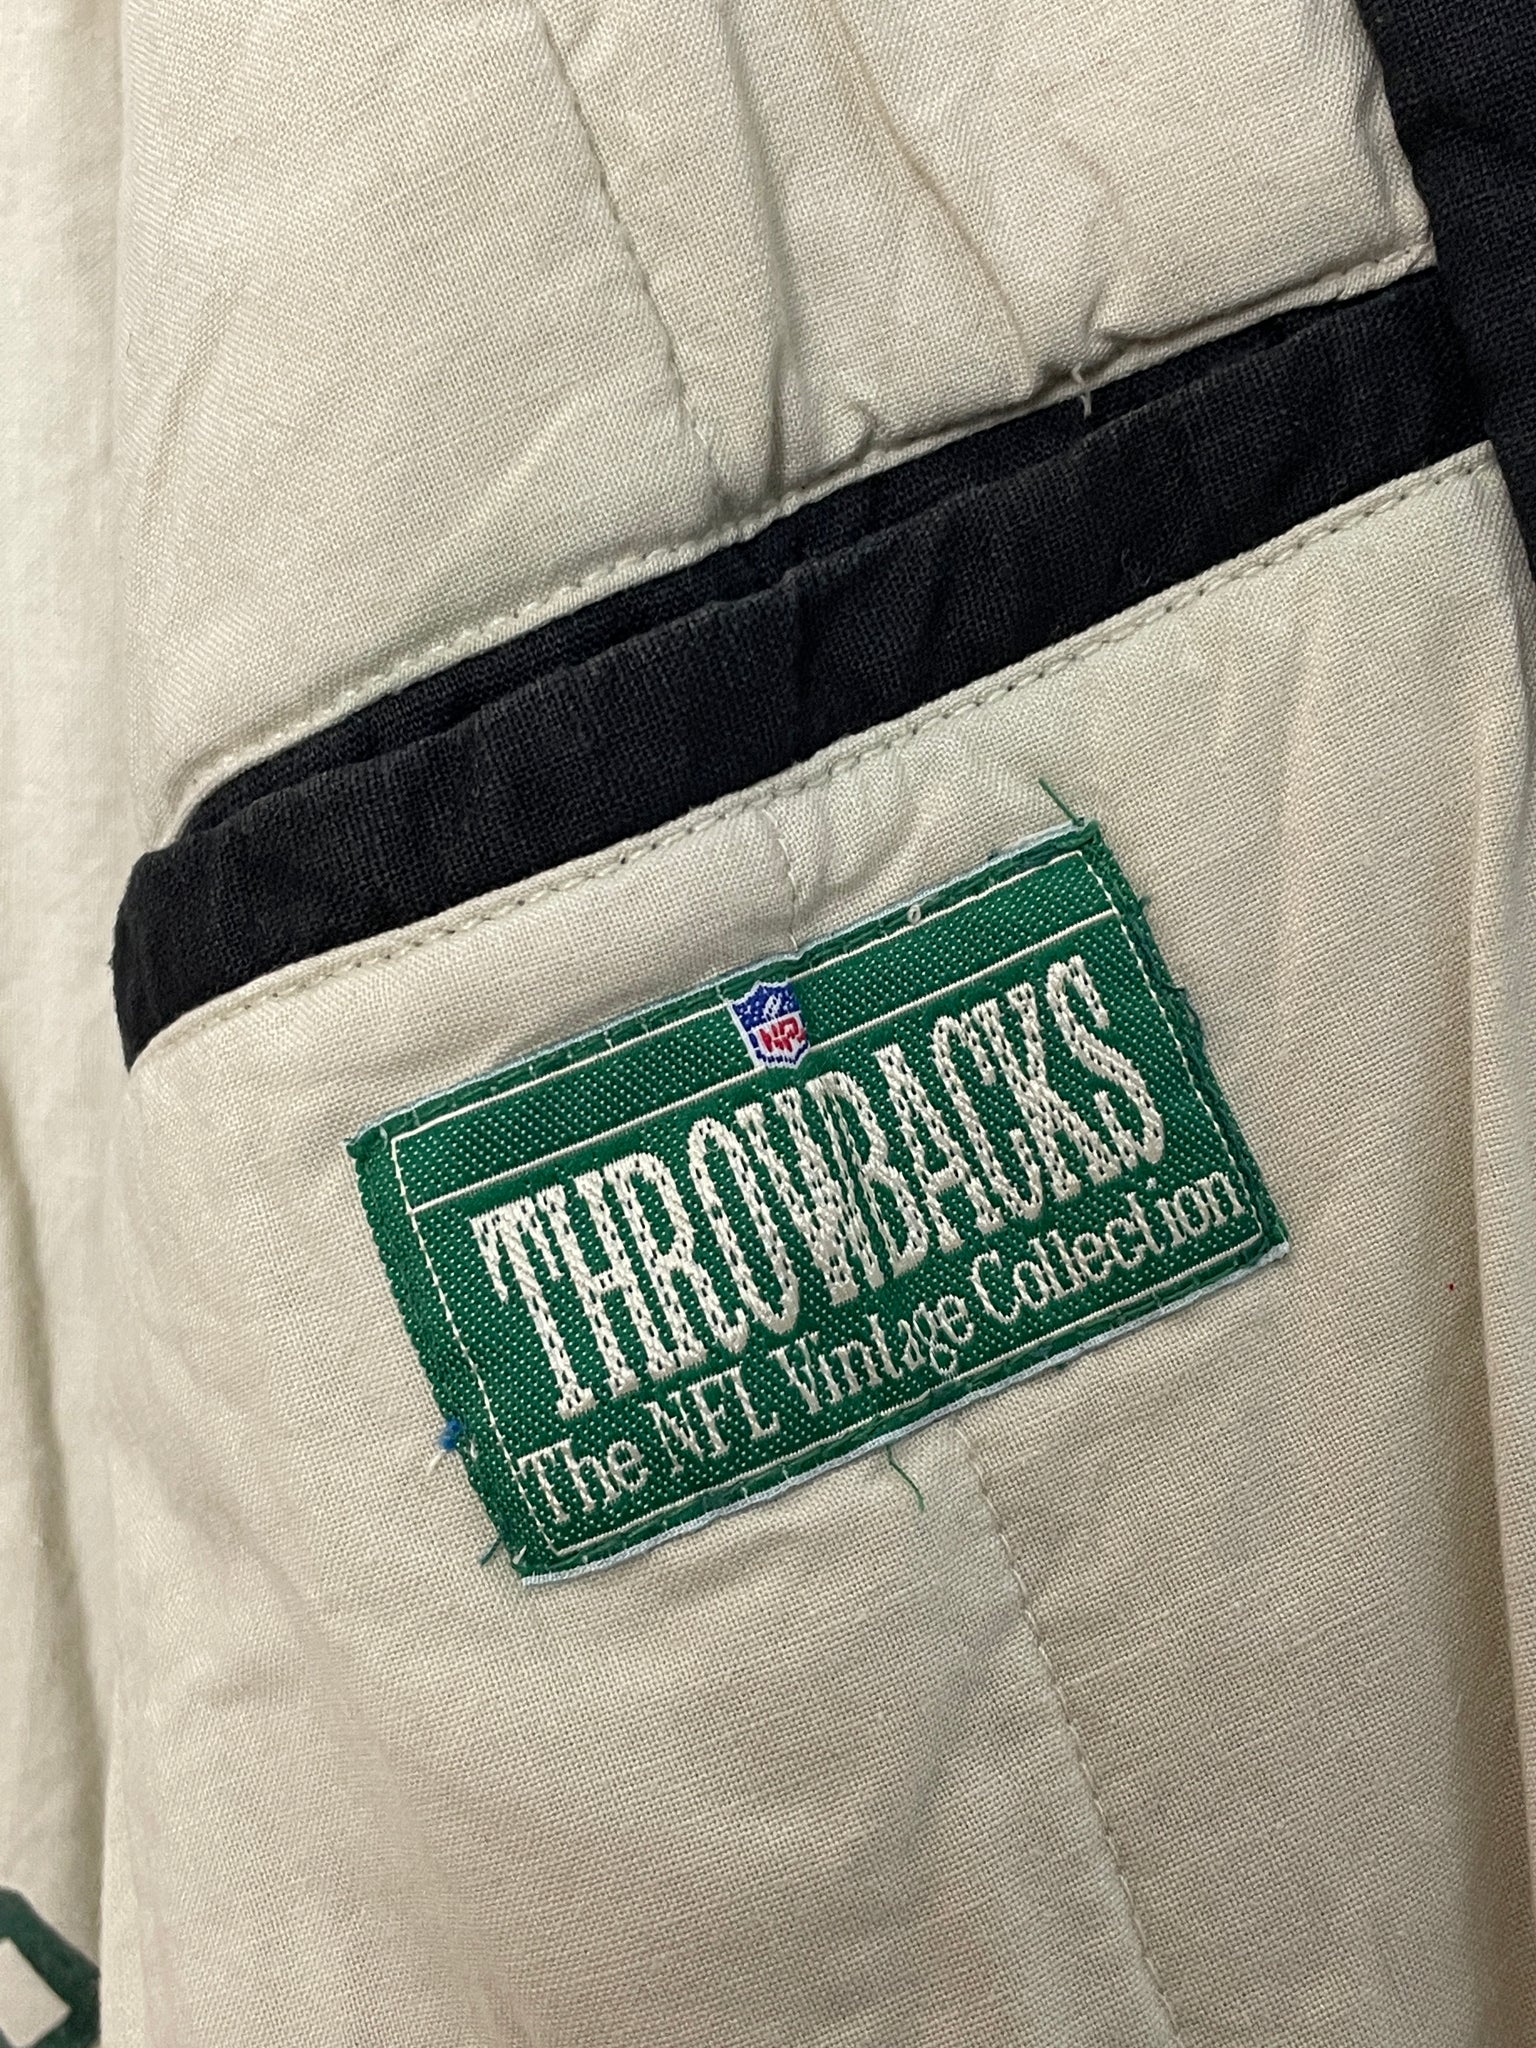 NFL
THROWBACKS
The NFL Vintage Collection